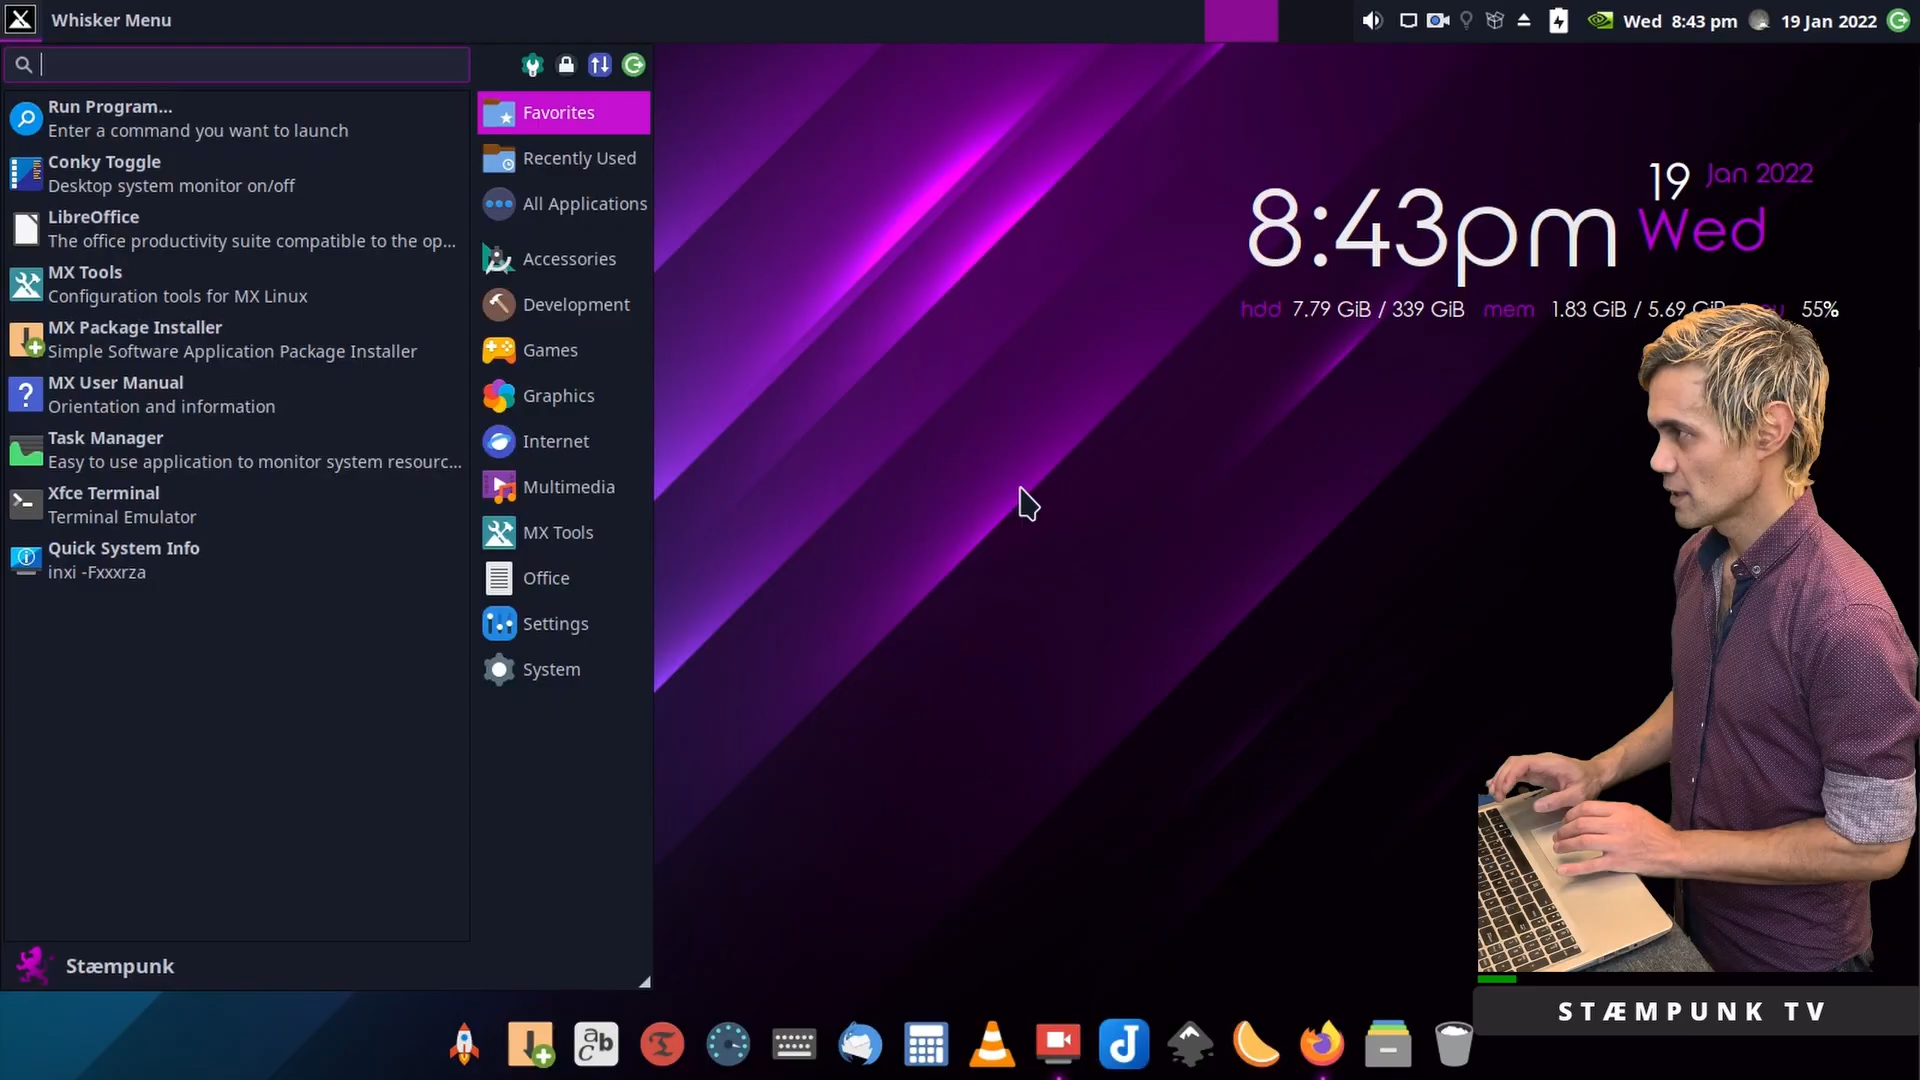 Whisker Menu
Wed 8:43 pm 19 Jan 2022
Run Program...
Enter a command you want to launch
Conky Toggle
Desktop system monitor on/off
LibreOffice
The office productivity suite compatible to the op...
MX Tools
Configuration tools for MX Linux
MX Package Installer
Simple Software Application Package Installer
MX User Manual
Orientation and information
Task Manager
Easy to use application to monitor system resourc...
Xfce Terminal
Terminal Emulator
Quick System Info
inxi -Fxxxrza
Stæmpunk
Favorites
Recently Used
All Applications
Accessories
Development
Games
Graphics
Internet
Multimedia
MX Tools
Office
Settings
System
8:43pm
19 Jan 2022
Wed
hdd 7.79 GiB / 339 GiB mem 1.83 GiB / 5.69 GiB 55%
abc
STÆMPUNK TV